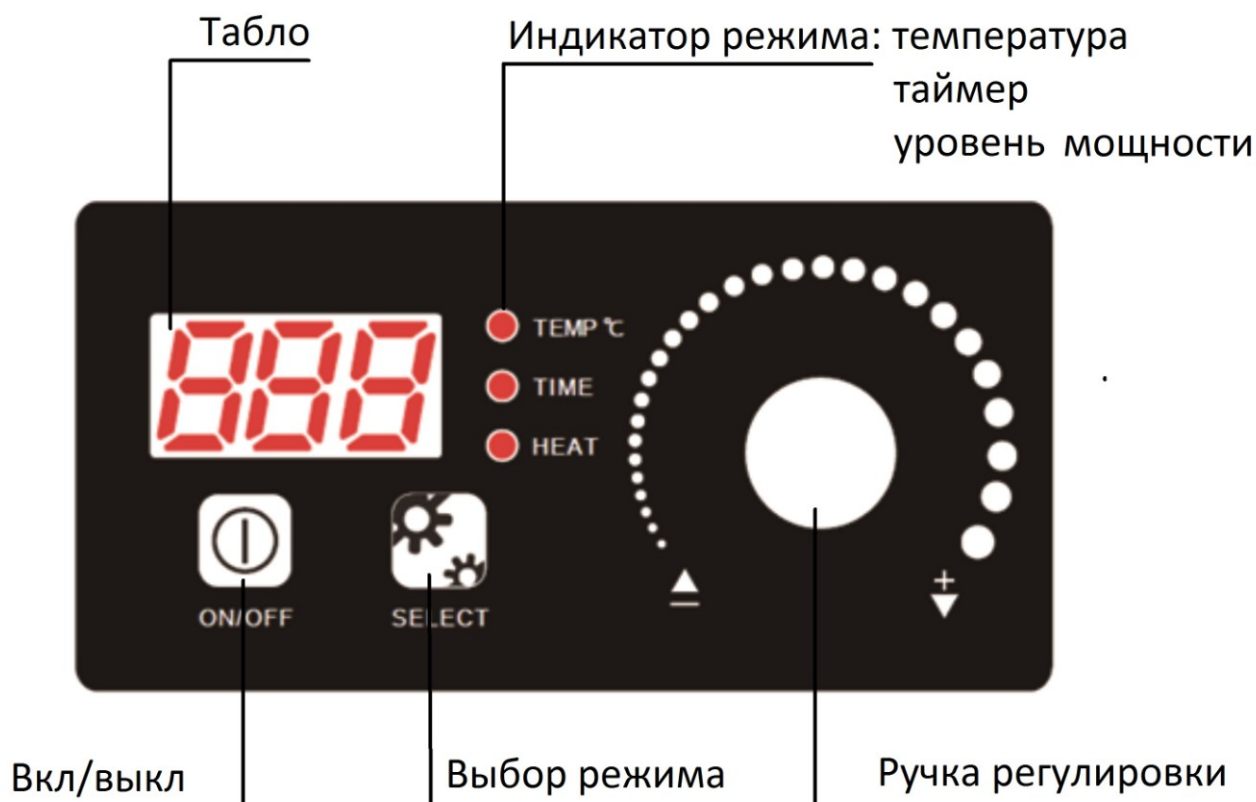 Табло
Индикатор режима: температура
таймер
уровень мощности
888
TEMP °C
TIME
HEAT
ON/OFF
SELECT
+
−
Вкл/выкл
Выбор режима
Ручка регулировки